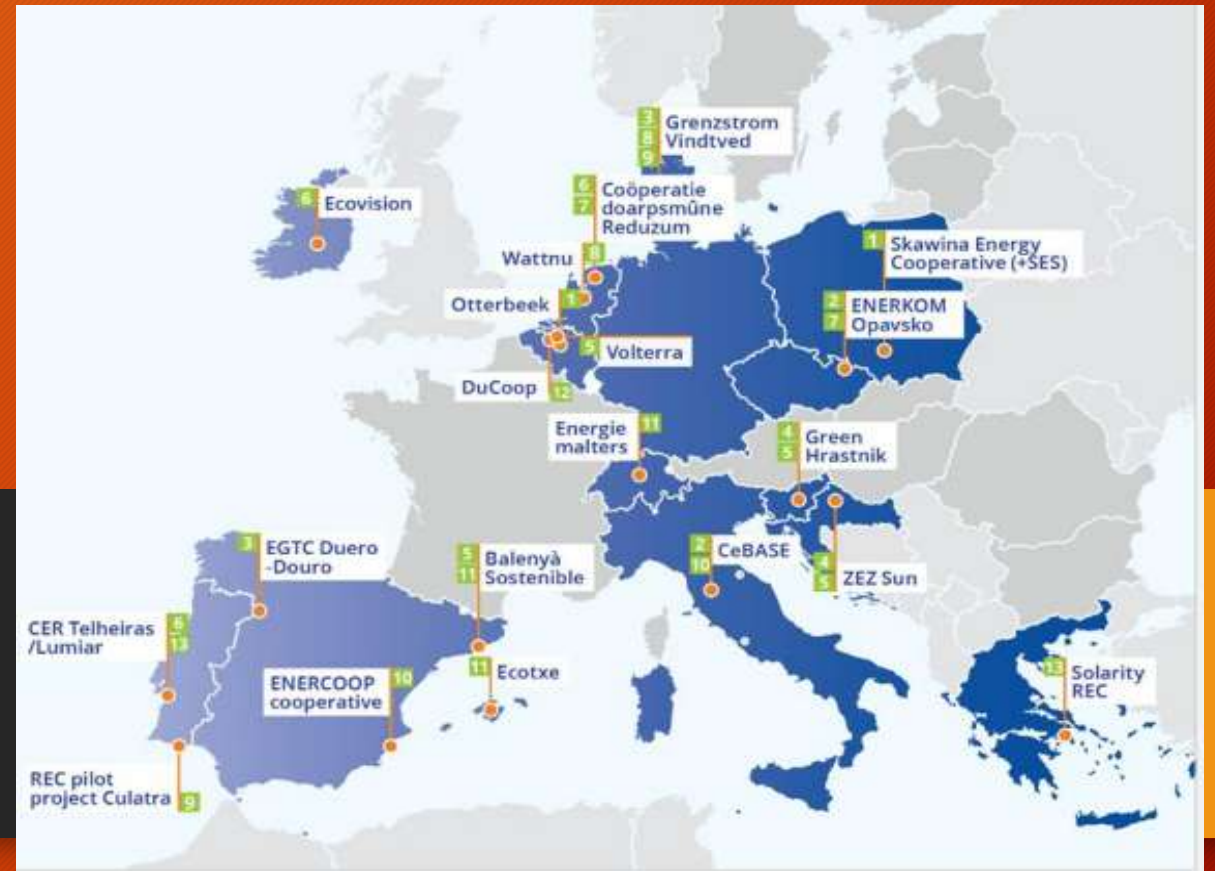 3
8
9
Grenzstrom
Vindtved
6
Ecovision
6
7
Coöperatie
doarpsmûne
Reduzum
Wattnu
8
1
Skawina Energy
Cooperative (+SES)
Otterbeek
1
2
7
ENERKOM
Opavsko
5
Volterra
DuCoop
12
Energie
malters
11
4
5
Green
Hrastnik
3
EGTC Duero
-Douro
5
11
Balenyà
Sostenible
2
10
CeBASE
4
5
ZEZ Sun
CER Telheiras
/Lumiar
6
13
ENERCOOP
cooperative
10
11
Ecotxe
13
Solarity
REC
REC pilot
project Culatra
9